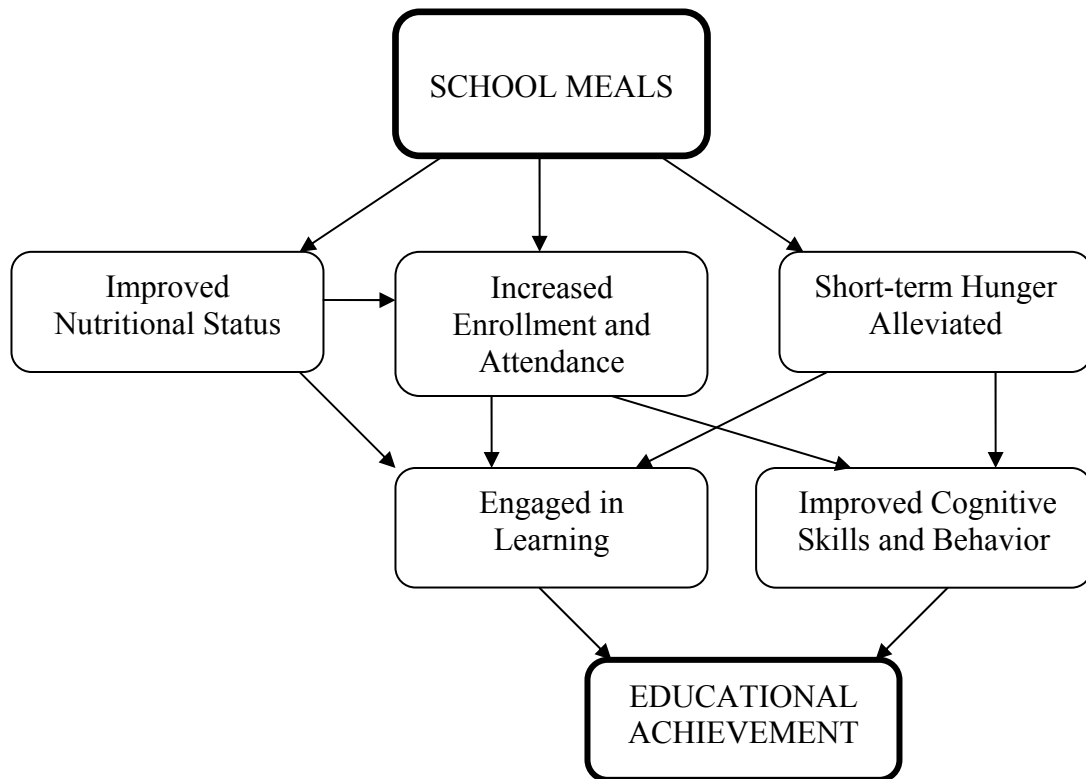 SCHOOL MEALS
Improved
Nutritional Status
Increased
Enrollment and
Attendance
Short-term Hunger
Alleviated
Engaged in
Learning
Improved Cognitive
Skills and Behavior
EDUCATIONAL
ACHIEVEMENT